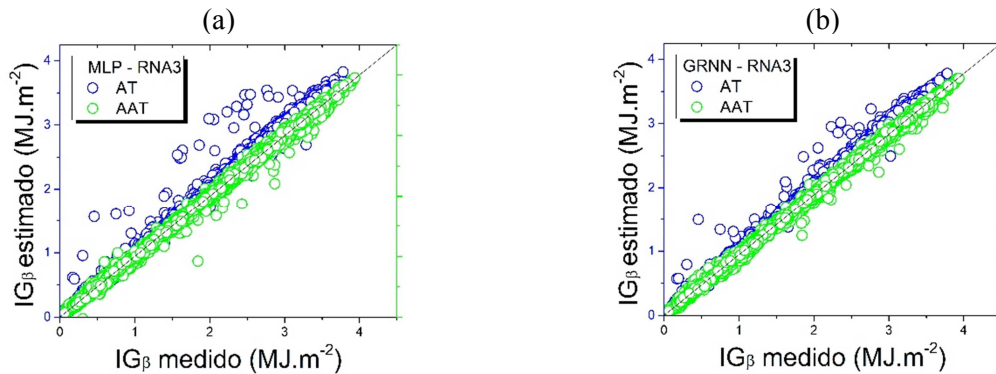 (a)
MLP - RNA3
AT
AAT
IGβ estimado (MJ.m⁻²)
4
3
2
1
0
0 1 2 3 4
IGβ medido (MJ.m⁻²)
(b)
GRNN - RNA3
AT
AAT
IGβ estimado (MJ.m⁻²)
4
3
2
1
0
0 1 2 3 4
IGβ medido (MJ.m⁻²)